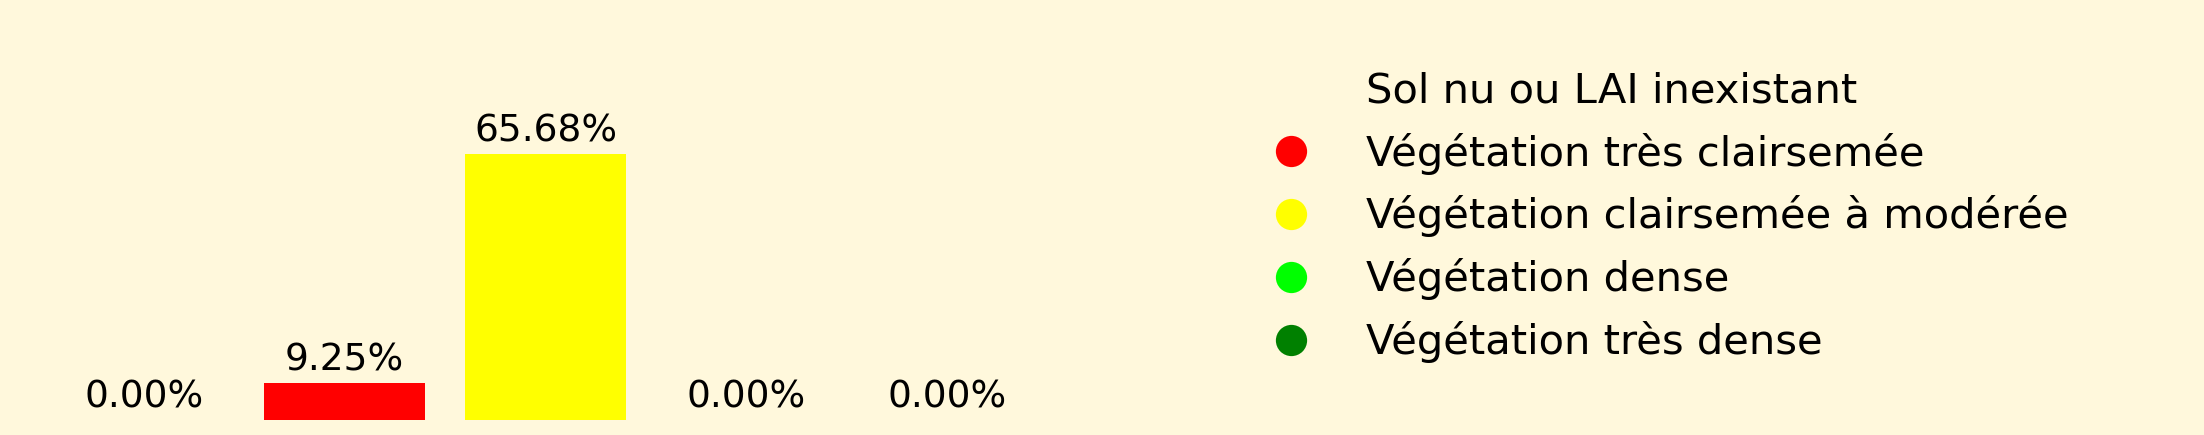 65.68%
9.25%
0.00%
0.00%
0.00%
Sol nu ou LAI inexistant
Végétation très clairsemée
Végétation clairsemée à modérée
Végétation dense
Végétation très dense